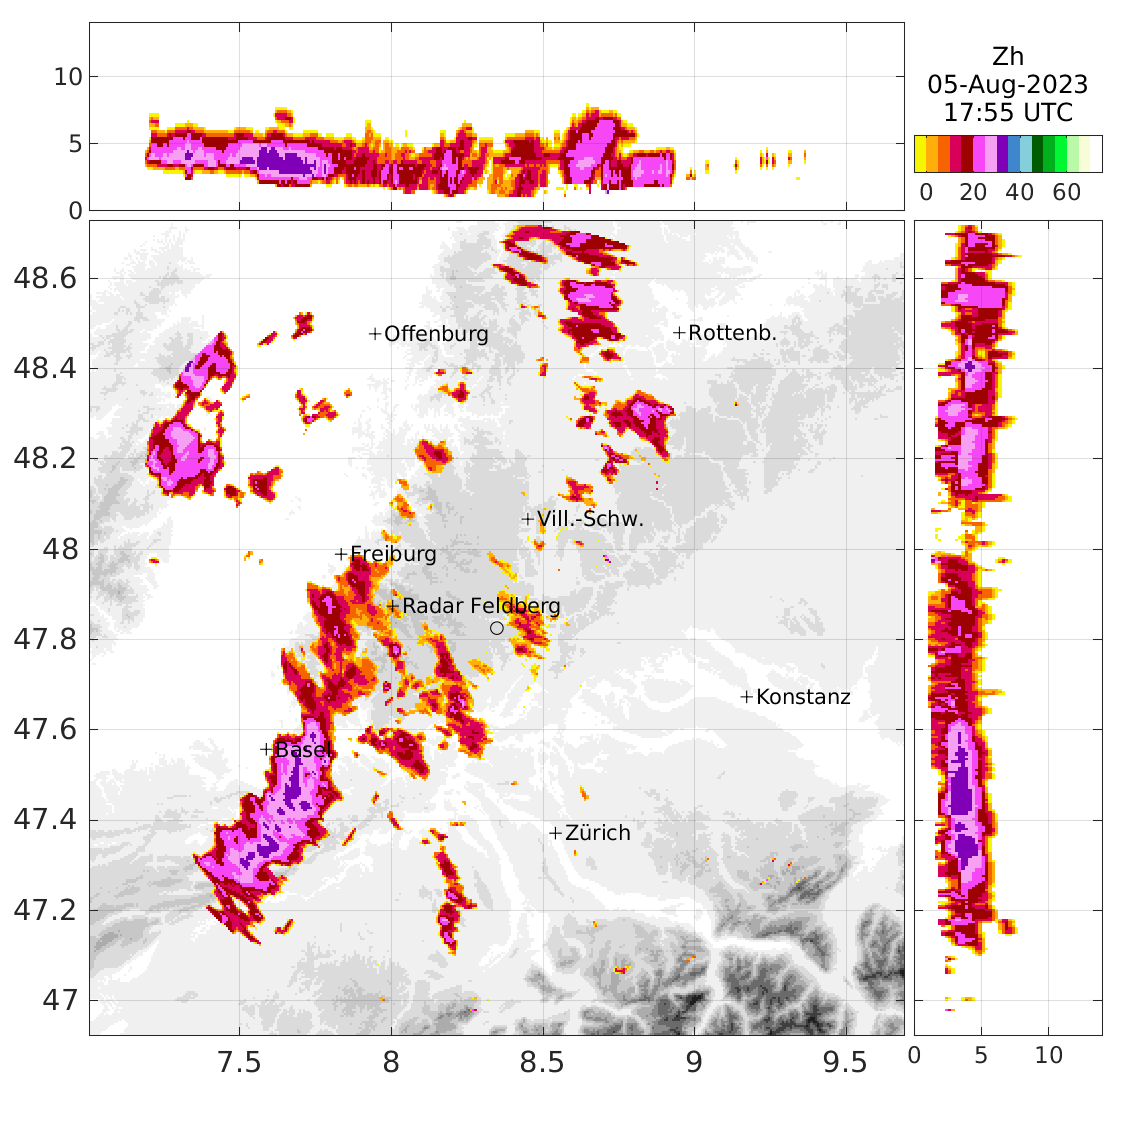 10
5
0
Zh
05-Aug-2023
17:55 UTC
0 20 40 60
48.6
48.4
48.2
48
47.8
47.6
47.4
47.2
47
+Offenburg
+Rottenb.
+Vill.-Schw.
+Freiburg
+Radar Feldberg
+Konstanz
+Basel
+Zürich
7.5 8 8.5 9 9.5
0 5 10